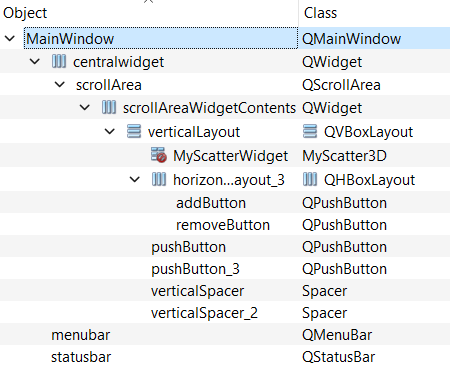 Object Class
MainWindow QMainWindow
centralwidget QWidget
scrollArea QScrollArea
scrollAreaWidgetContents QWidget
verticalLayout QVBoxLayout
MyScatterWidget MyScatter3D
horizon...ayout_3 QHBoxLayout
addButton QPushButton
removeButton QPushButton
pushButton QPushButton
pushButton_3 QPushButton
verticalSpacer Spacer
verticalSpacer_2 Spacer
menubar QMenuBar
statusbar QStatusBar